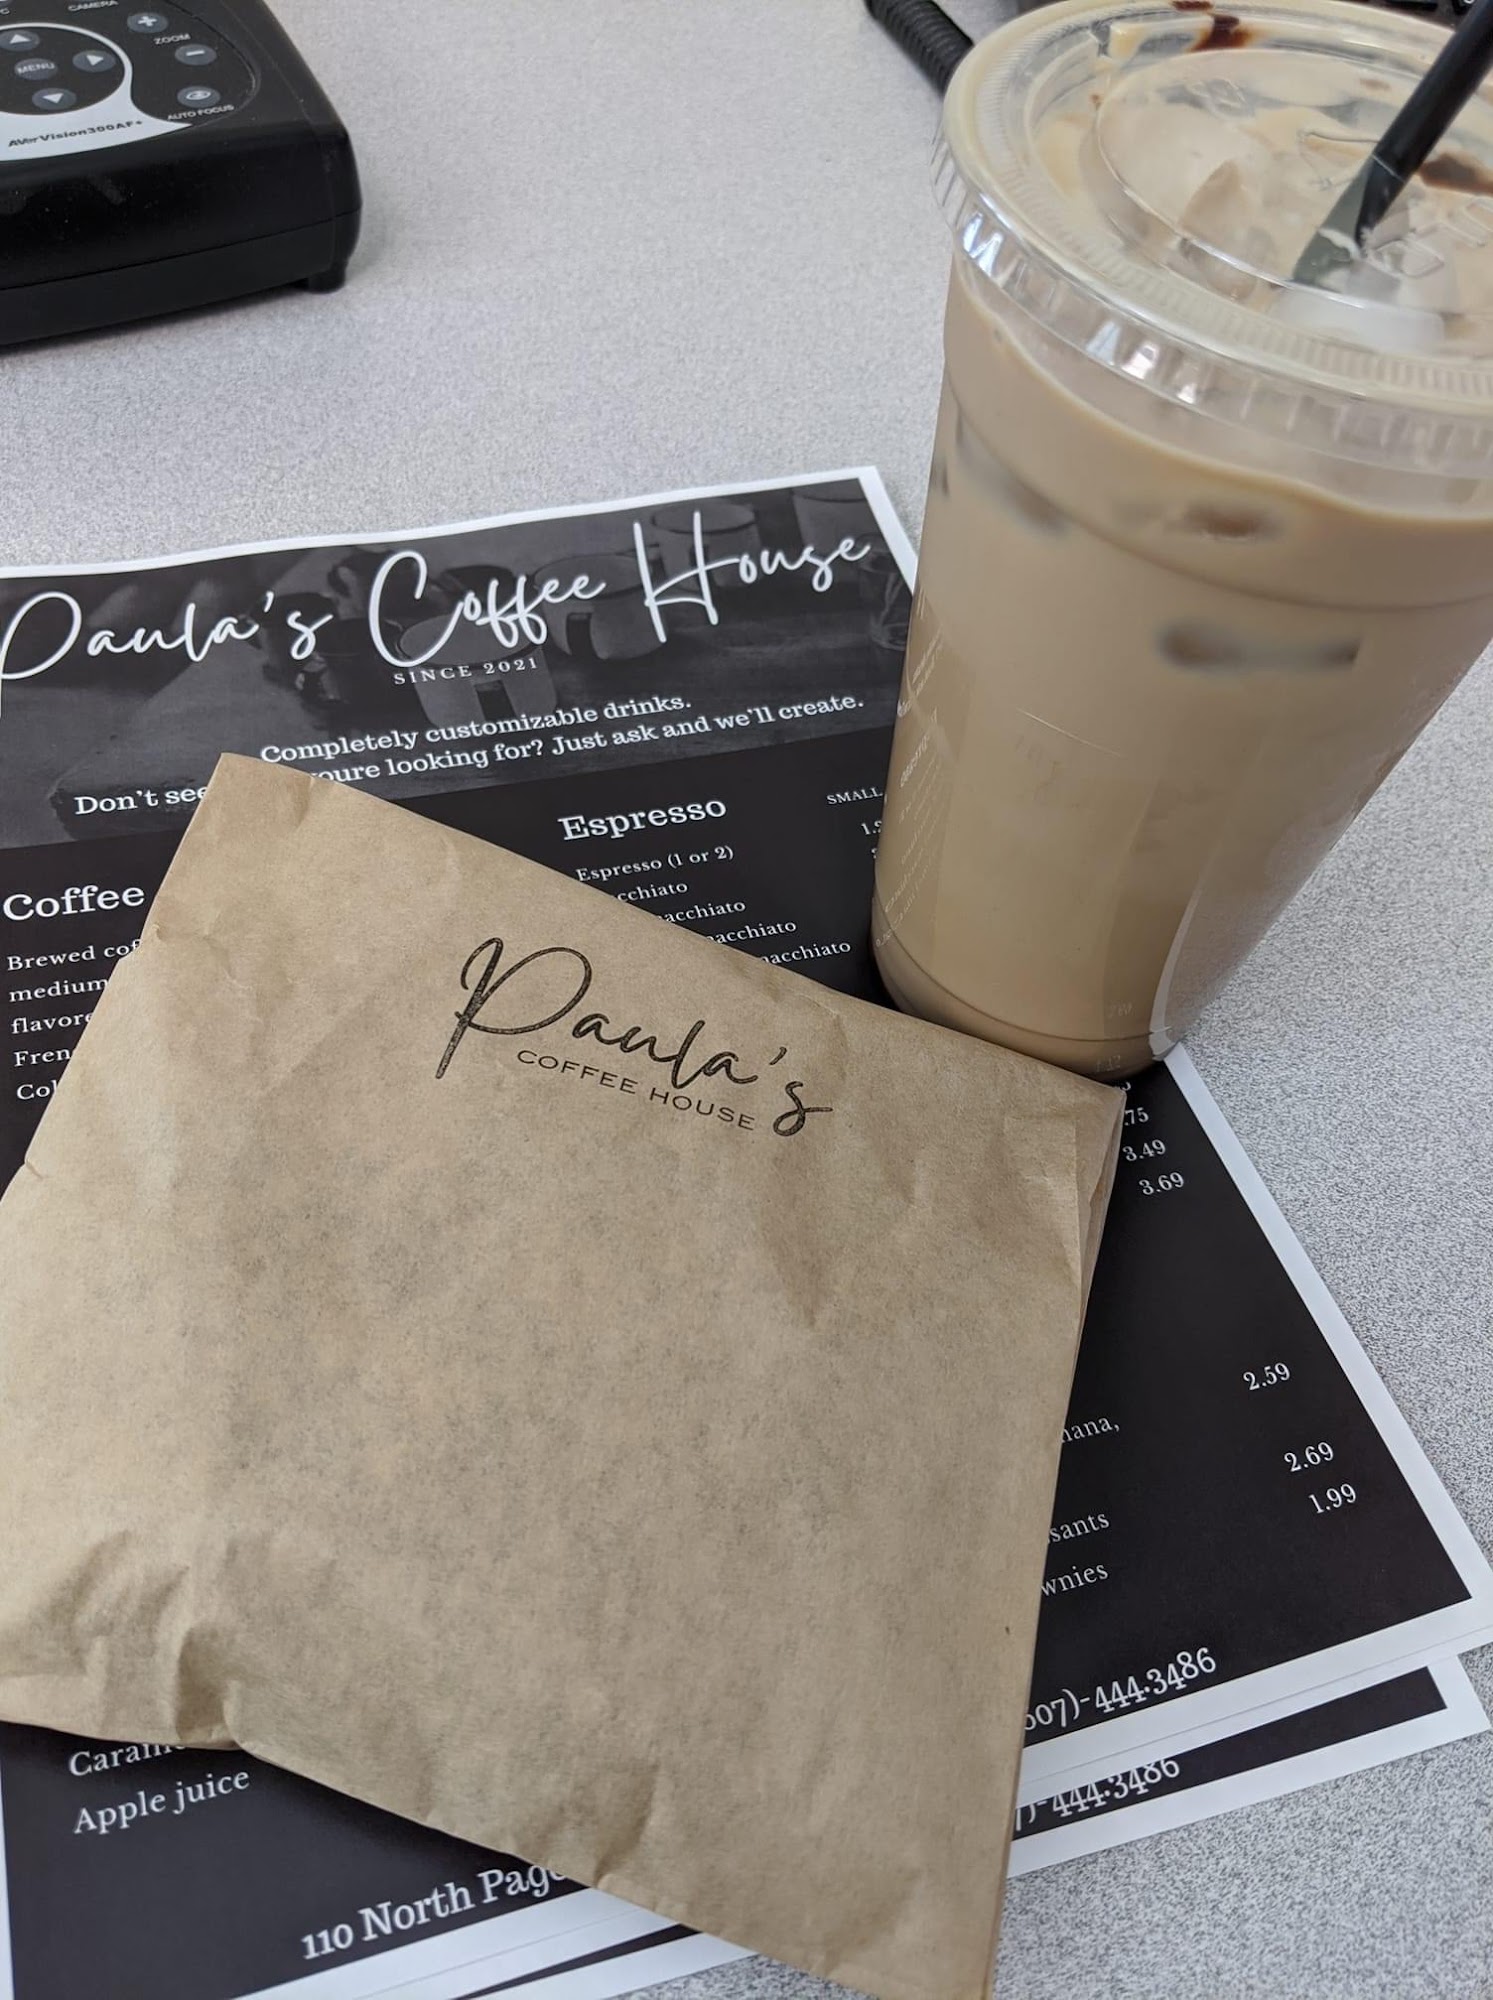 CAMERA
ZOOM
MENU
AUTO FOCUS
AVerVision300AF+
Paula's Coffee House
SINCE 2021
Completely customizable drinks.
Don't see youre looking for? Just ask and we'll create.
Coffee
Brewed
medium
flavore
Fren
Espresso
SMALL
Espresso (1 or 2)
cchiato
acchiato
acchiato
acchiato
Paula's
COFFEE HOUSE
.75
3.49
3.69
2.59
nana,
2.69
sants
1.99
wnies
Apple juice
110 North Page
607)-444-3486
7)-444-3486